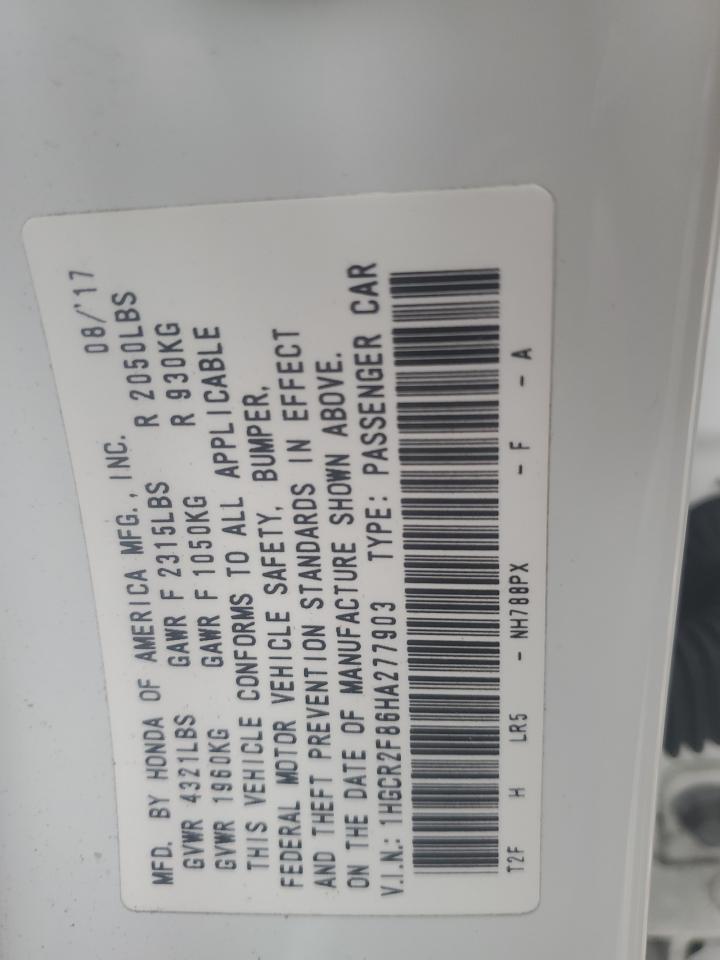 MFD. BY HONDA OF AMERICA MFG., INC. 08/'17
GVWR 4321LBS GAWR F 2315LBS R 2050LBS
GVWR 1960KG GAWR F 1050KG R 930KG
THIS VEHICLE CONFORMS TO ALL APPLICABLE
FEDERAL MOTOR VEHICLE SAFETY, BUMPER,
AND THEFT PREVENTION STANDARDS IN EFFECT
ON THE DATE OF MANUFACTURE SHOWN ABOVE.
V.I.N.: 1HGCR2F86HA277903 TYPE: PASSENGER CAR
T2F H LR5 - NH788PX - F - A